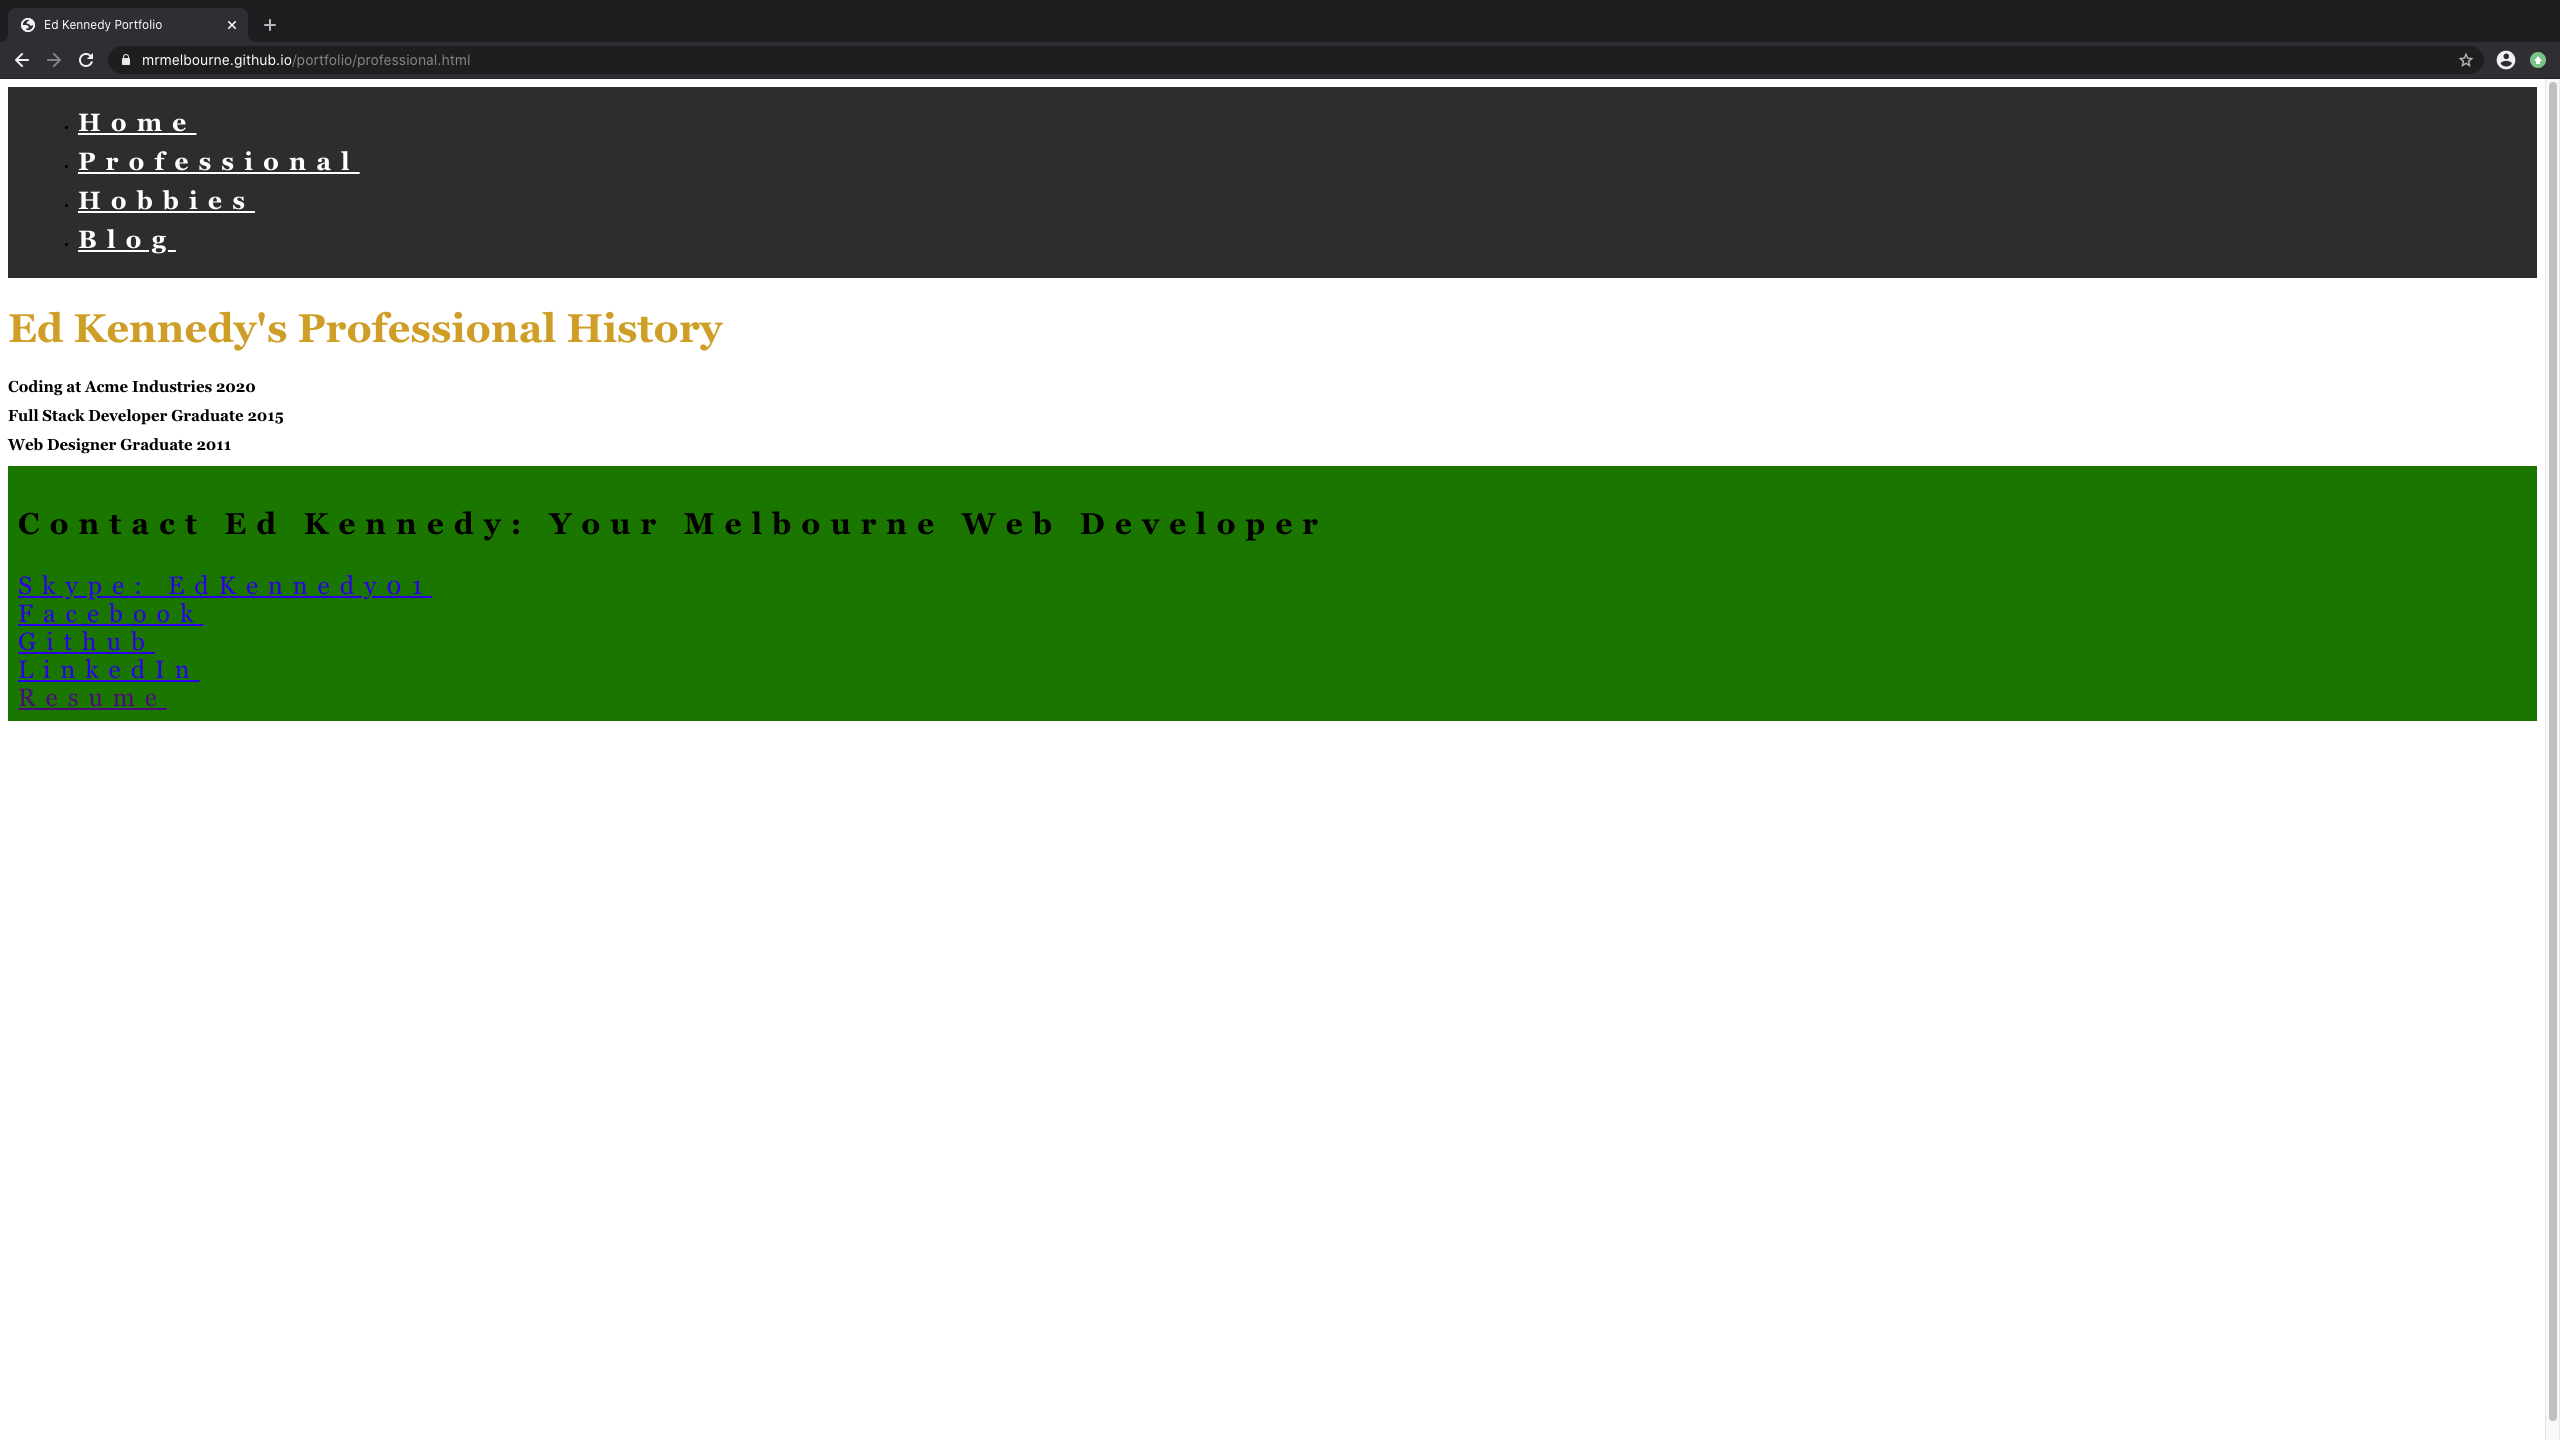 Ed Kennedy Portfolio
mrmelbourne.github.io/portfolio/professional.html
Home
Professional
Hobbies
Blog
Ed Kennedy's Professional History
Coding at Acme Industries 2020
Full Stack Developer Graduate 2015
Web Designer Graduate 2011
Contact Ed Kennedy: Your Melbourne Web Developer
Skype: EdKennedy01
Facebook
Github
LinkedIn
Resume